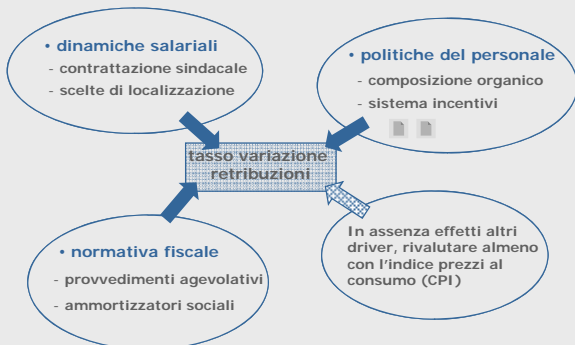 • dinamiche salariali
- contrattazione sindacale
- scelte di localizzazione
• politiche del personale
- composizione organico
- sistema incentivi
tasso variazione
retribuzioni
• normativa fiscale
- provvedimenti agevolativi
- ammortizzatori sociali
In assenza effetti altri
driver, rivalutare almeno
con l'indice prezzi al
consumo (CPI)